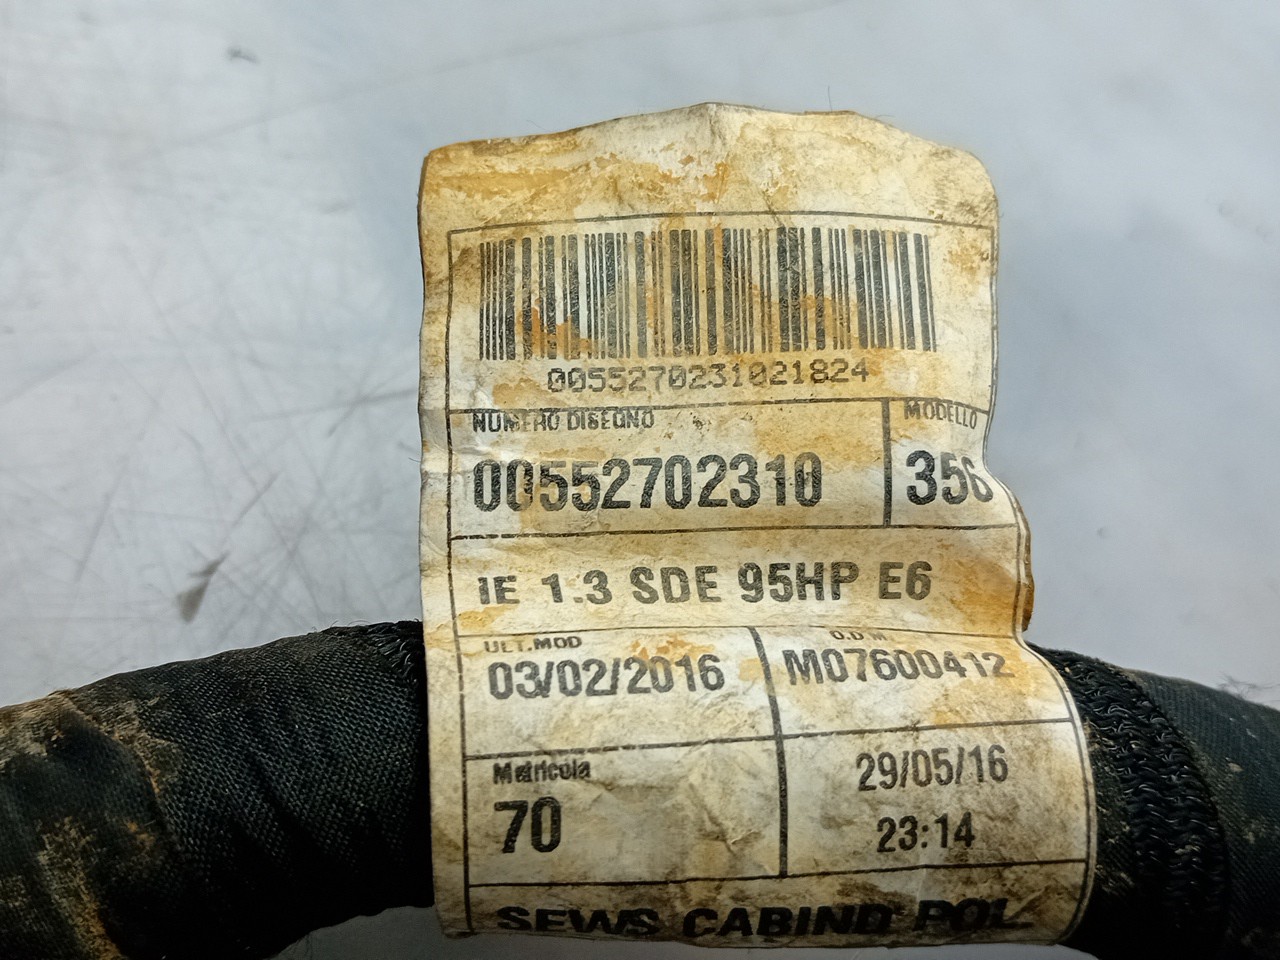 0055270231021824
NUMERO DISEGNO
MODELLO
00552702310
356
IE 1.3 SDE 95HP E6
ULT.MOD
O.D.M
03/02/2016
M07600412
Matricola
29/05/16
70
23:14
SEWS CABIND POL